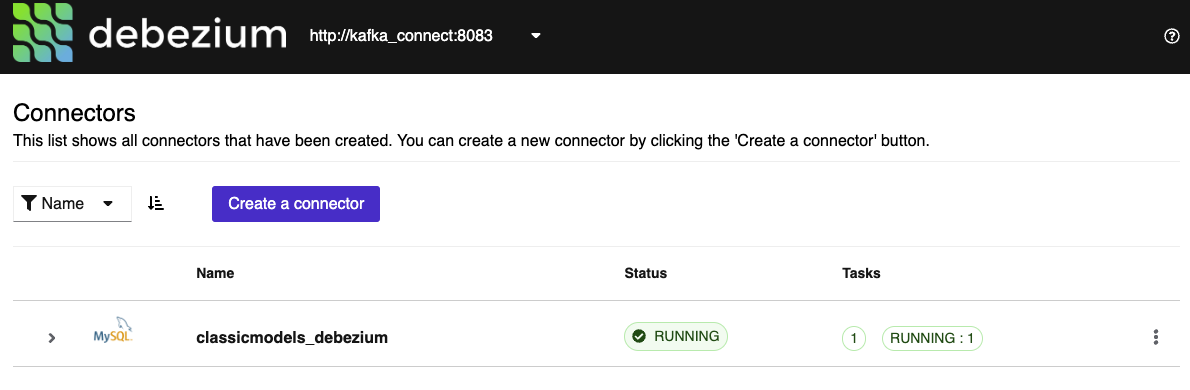 debezium http://kafka_connect:8083
Connectors
This list shows all connectors that have been created. You can create a new connector by clicking the 'Create a connector' button.
Name Create a connector
Name Status Tasks
MySQL classicmodels_debezium RUNNING 1 RUNNING : 1